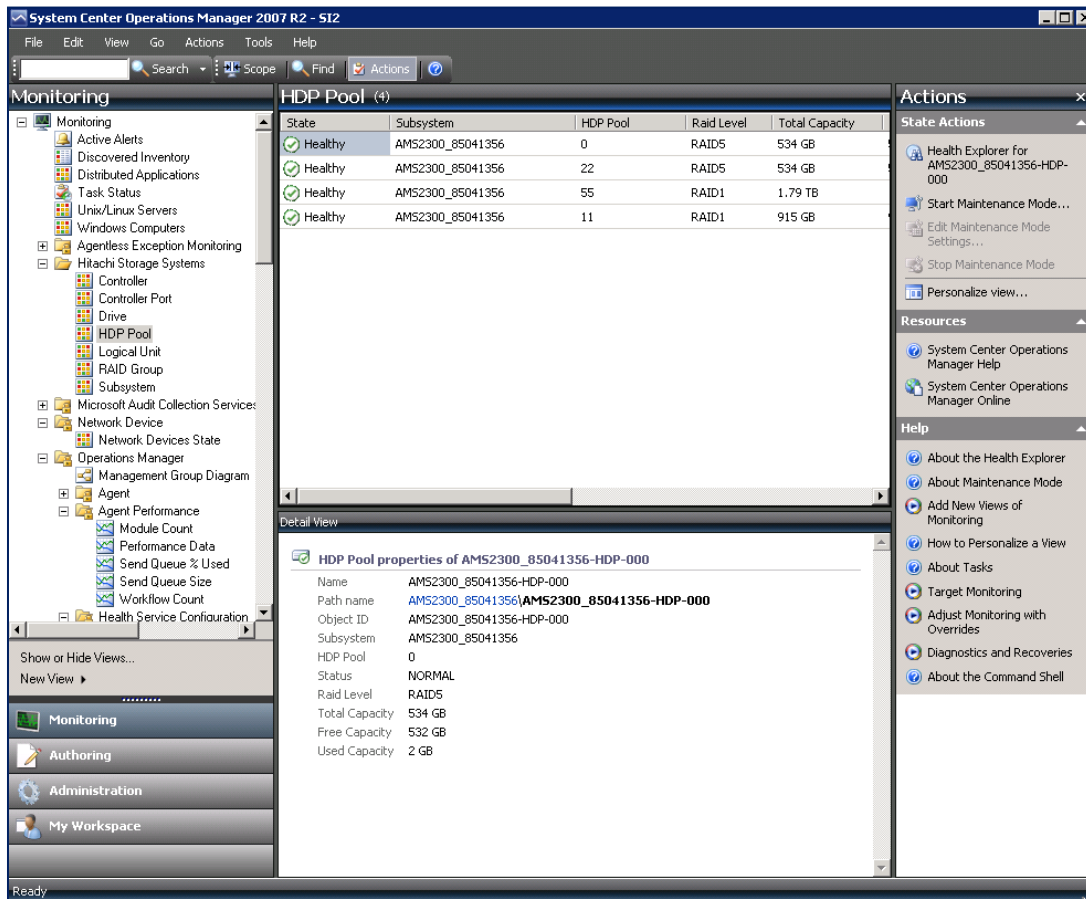 System Center Operations Manager 2007 R2 - SI2
File Edit View Go Actions Tools Help
Search Scope Find Actions
Monitoring
Monitoring
Active Alerts
Discovered Inventory
Distributed Applications
Task Status
Unix/Linux Servers
Windows Computers
Agentless Exception Monitoring
Hitachi Storage Systems
Controller
Controller Port
Drive
HDP Pool
Logical Unit
RAID Group
Subsystem
Microsoft Audit Collection Services
Network Device
Network Devices State
Operations Manager
Management Group Diagram
Agent
Agent Performance
Module Count
Performance Data
Send Queue % Used
Send Queue Size
Workflow Count
Health Service Configuration
Show or Hide Views...
New View
Monitoring
Authoring
Administration
My Workspace
Ready
HDP Pool (4)
State Subsystem HDP Pool Raid Level Total Capacity
Healthy AMS2300_85041356 0 RAID5 534 GB
Healthy AMS2300_85041356 22 RAID5 534 GB
Healthy AMS2300_85041356 55 RAID1 1.79 TB
Healthy AMS2300_85041356 11 RAID1 915 GB
Detail View
HDP Pool properties of AMS2300_85041356-HDP-000
Name AMS2300_85041356-HDP-000
Path name AMS2300_85041356\AMS2300_85041356-HDP-000
Object ID AMS2300_85041356-HDP-000
Subsystem AMS2300_85041356
HDP Pool 0
Status NORMAL
Raid Level RAID5
Total Capacity 534 GB
Free Capacity 532 GB
Used Capacity 2 GB
Actions
State Actions
Health Explorer for
AMS2300_85041356-HDP-
000
Start Maintenance Mode...
Edit Maintenance Mode
Settings...
Stop Maintenance Mode
Personalize view...
Resources
System Center Operations
Manager Help
System Center Operations
Manager Online
Help
About the Health Explorer
About Maintenance Mode
Add New Views of
Monitoring
How to Personalize a View
About Tasks
Target Monitoring
Adjust Monitoring with
Overrides
Diagnostics and Recoveries
About the Command Shell